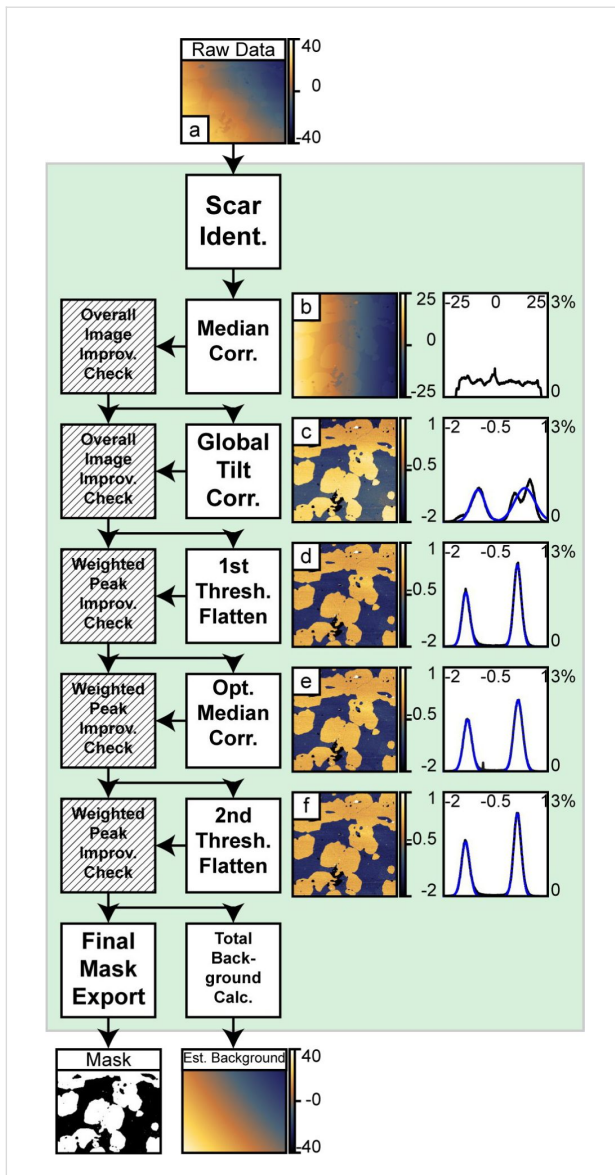 Raw Data
40
0
-40
a
Scar
Ident.
Overall
Image
Improv.
Check
Median
Corr.
b
25
0
-25
-25 0 25
3%
0
Overall
Image
Improv.
Check
Global
Tilt
Corr.
c
1
-0.5
-2
-2 -0.5 1
13%
0
Weighted
Peak
Improv.
Check
1st
Thresh.
Flatten
d
1
-0.5
-2
-2 -0.5 1
13%
0
Weighted
Peak
Improv.
Check
Opt.
Median
Corr.
e
1
-0.5
-2
-2 -0.5 1
13%
0
Weighted
Peak
Improv.
Check
2nd
Thresh.
Flatten
f
1
-0.5
-2
-2 -0.5 1
13%
0
Final
Mask
Export
Total
Back-
ground
Calc.
Mask
Est. Background
40
-0
-40